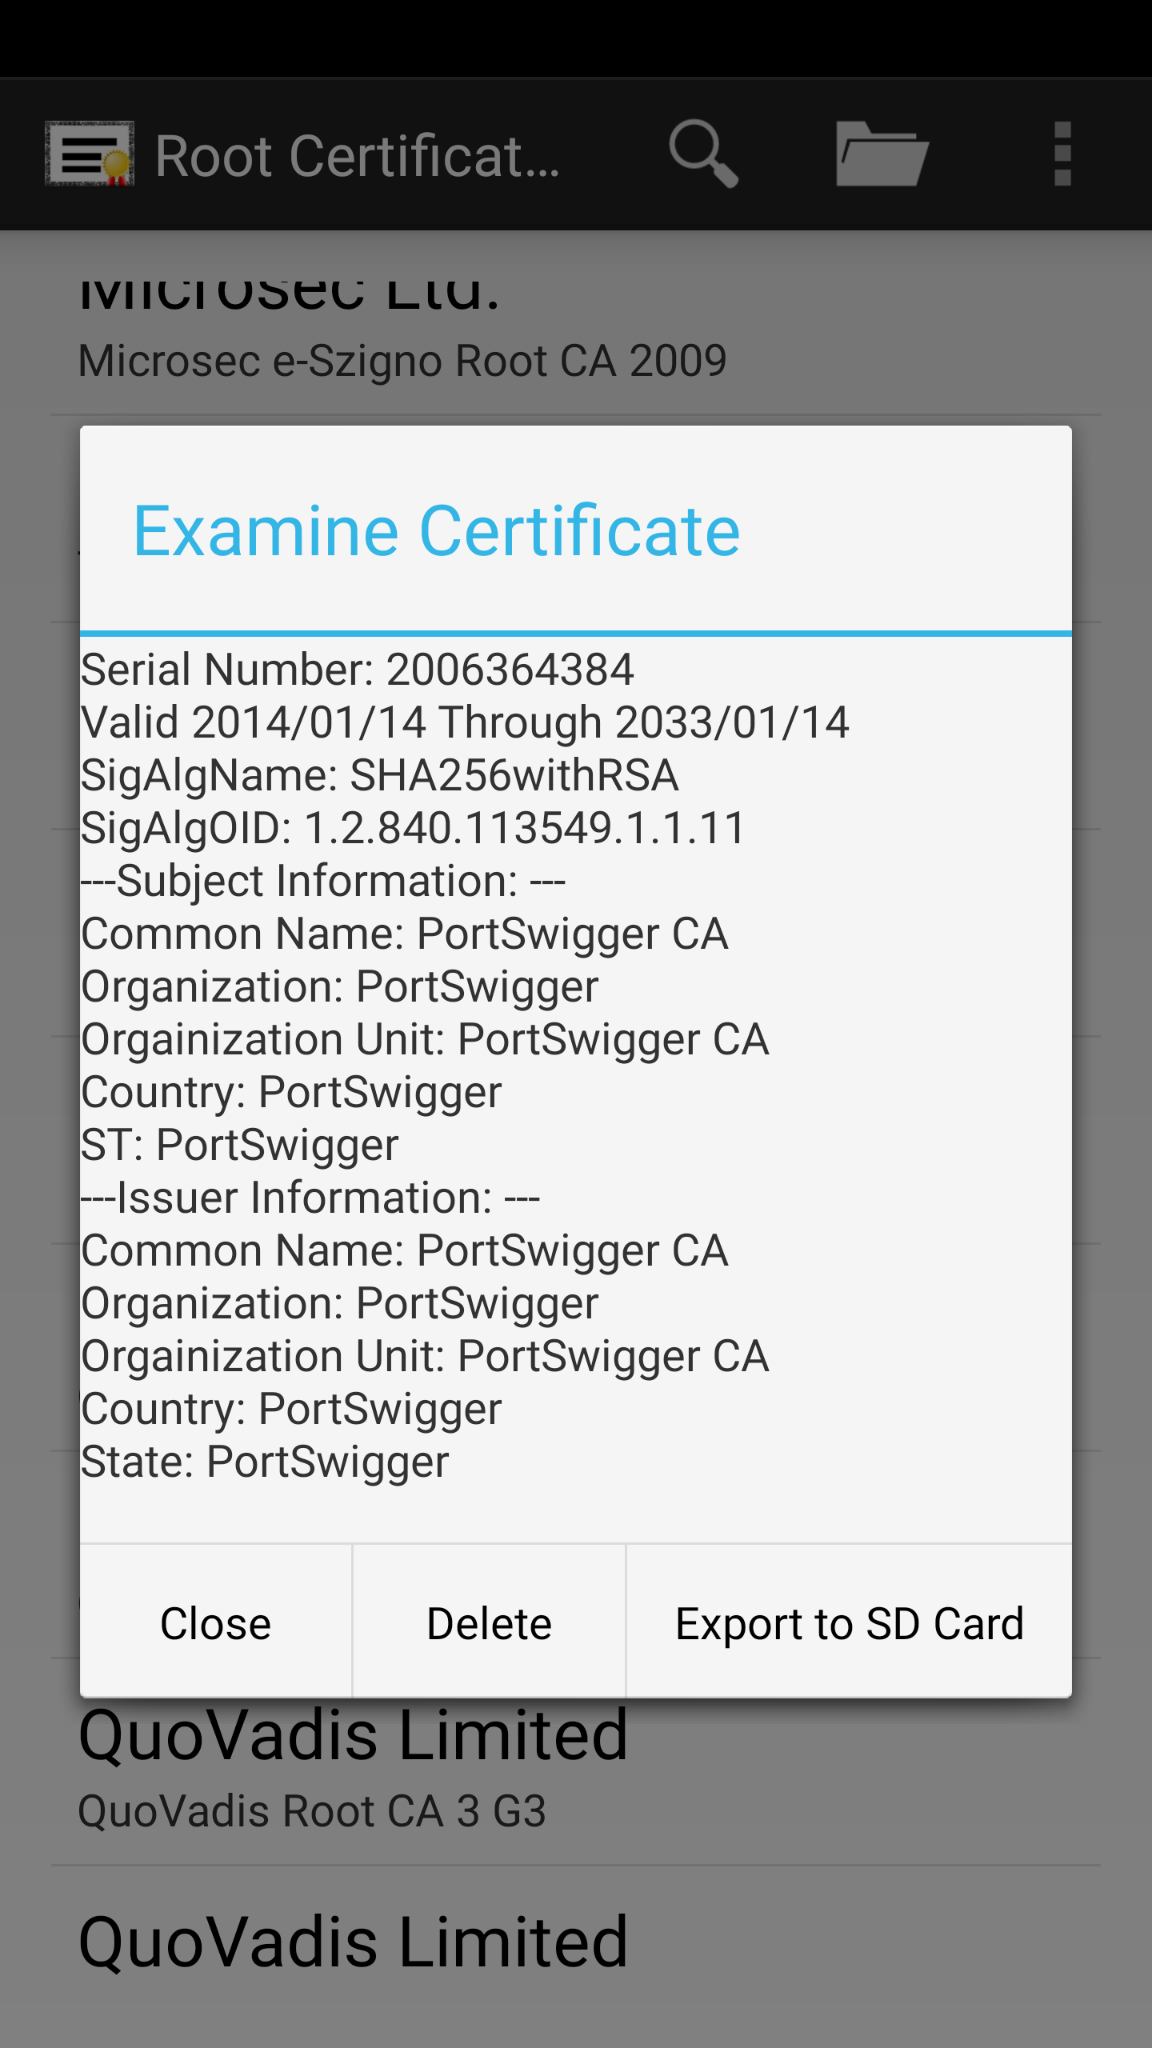 Root Certificat...
Microsec Ltd.
Microsec e-Szigno Root CA 2009
Examine Certificate
Serial Number: 2006364384
Valid 2014/01/14 Through 2033/01/14
SigAlgName: SHA256withRSA
SigAlgOID: 1.2.840.113549.1.1.11
---Subject Information: ---
Common Name: PortSwigger CA
Organization: PortSwigger
Orgainization Unit: PortSwigger CA
Country: PortSwigger
ST: PortSwigger
---Issuer Information: ---
Common Name: PortSwigger CA
Organization: PortSwigger
Orgainization Unit: PortSwigger CA
Country: PortSwigger
State: PortSwigger
Close Delete Export to SD Card
QuoVadis Limited
QuoVadis Root CA 3 G3
QuoVadis Limited